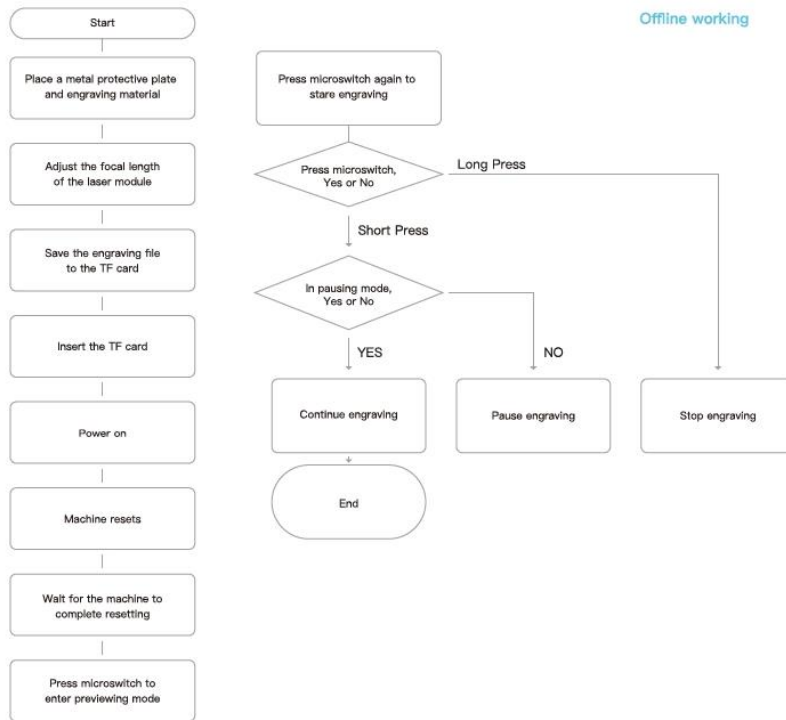 Offline working
Start
Place a metal protective plate
and engraving material
Adjust the focal length
of the laser module
Save the engraving file
to the TF card
Insert the TF card
Power on
Machine resets
Wait for the machine to
complete resetting
Press microswitch to
enter previewing mode
Press microswitch again to
stare engraving
Press microswitch,
Yes or No
Long Press
Short Press
In pausing mode,
Yes or No
YES
NO
Continue engraving
Pause engraving
Stop engraving
End